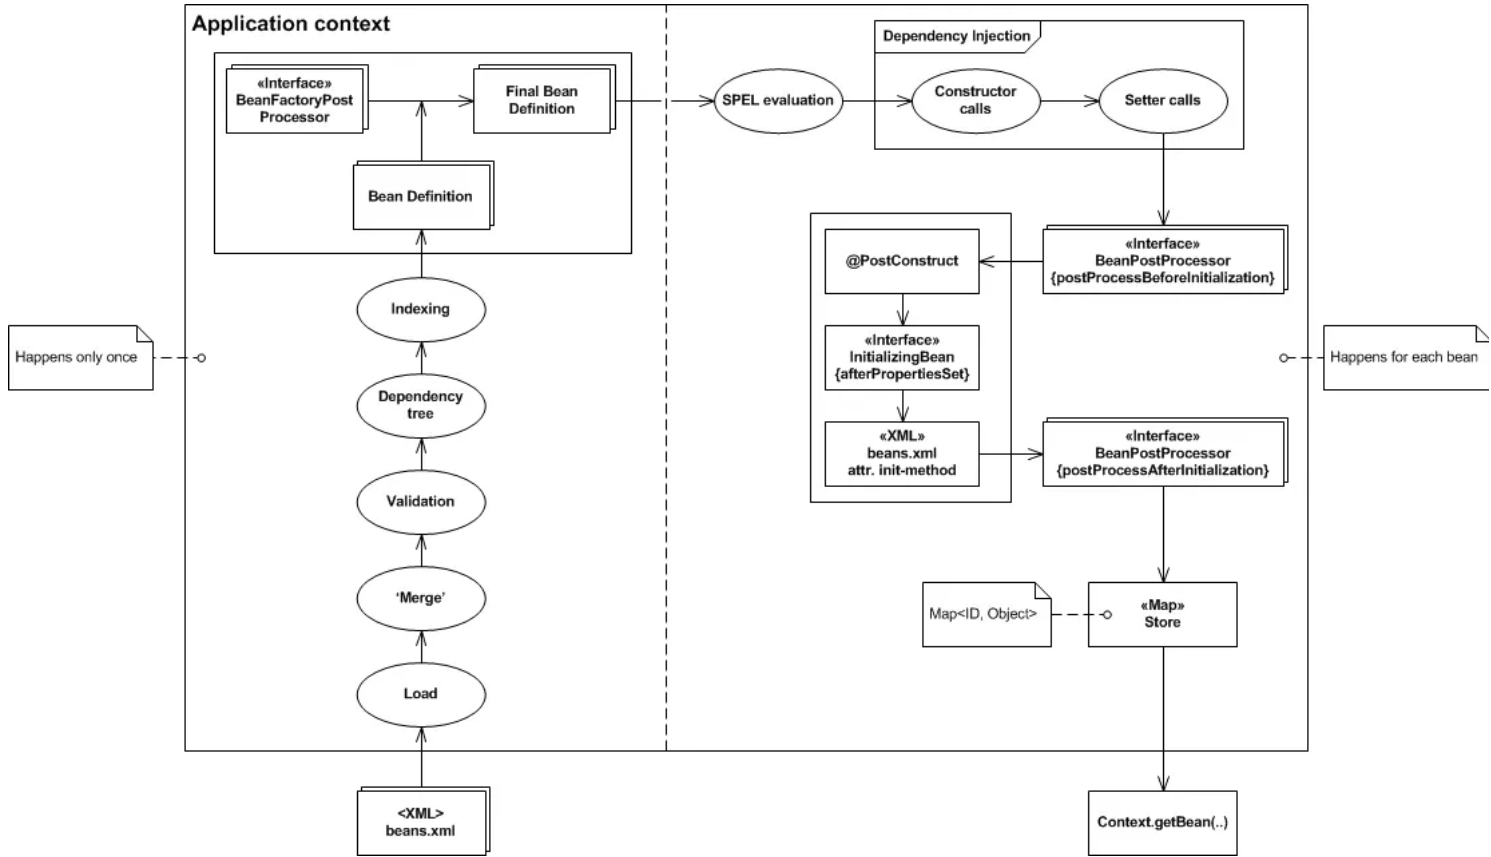 Application context
«Interface»
BeanFactoryPost
Processor
Final Bean
Definition
Bean Definition
Indexing
Dependency
tree
Validation
‘Merge’
Load
<XML>
beans.xml
Happens only once
SPEL evaluation
Dependency Injection
Constructor
calls
Setter calls
«Interface»
BeanPostProcessor
{postProcessBeforeInitialization}
@PostConstruct
«Interface»
InitializingBean
{afterPropertiesSet}
«XML»
beans.xml
attr. init-method
«Interface»
BeanPostProcessor
{postProcessAfterInitialization}
Happens for each bean
Map<ID, Object>
«Map»
Store
Context.getBean(..)